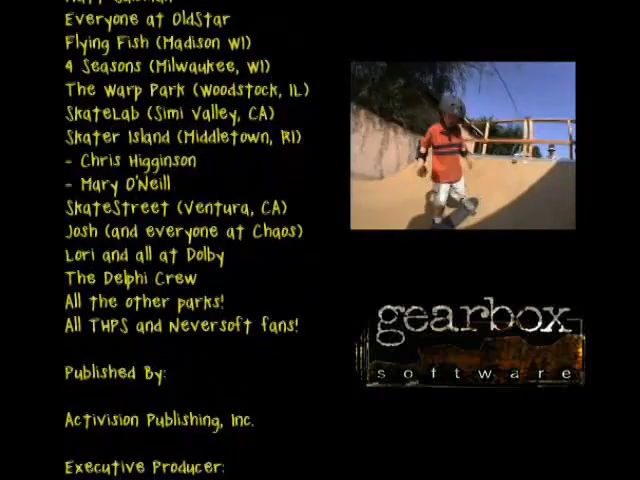 Everyone at OldStar
Flying Fish (Madison WI)
4 Seasons (Milwaukee, WI)
The Warp Park (Woodstock, IL)
SkateLab (Simi Valley, CA)
Skater Island (Middletown, RI)
- Chris Higginson
- Mary O'Neill
SkateStreet (Ventura, CA)
Josh (and everyone at Chaos)
Lori and all at Dolby
The Delphi Crew
All the other parks!
All THPS and Neversoft fans!
Published By:
Activision Publishing, Inc.
Executive Producer:
gearbox
software